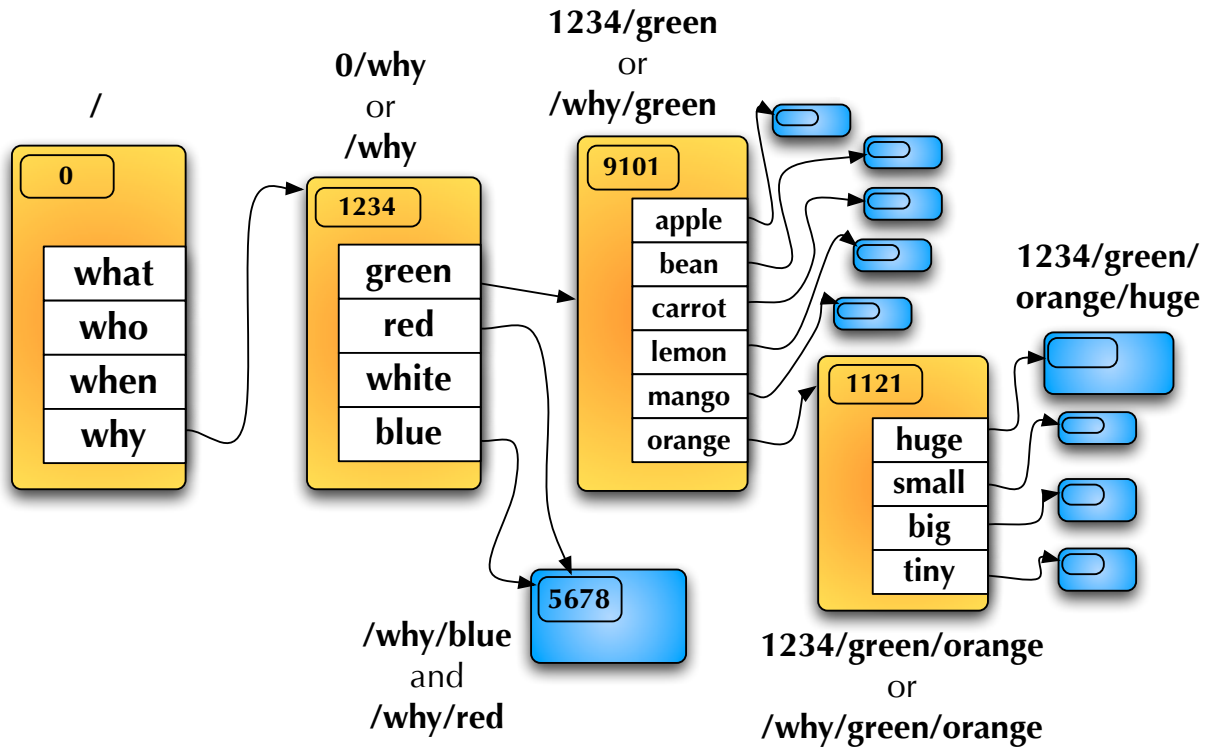 /
0
what
who
when
why
0/why
or
/why
1234
green
red
white
blue
1234/green
or
/why/green
9101
apple
bean
carrot
lemon
mango
orange
5678
/why/blue
and
/why/red
1121
huge
small
big
tiny
1234/green/
orange/huge
1234/green/orange
or
/why/green/orange